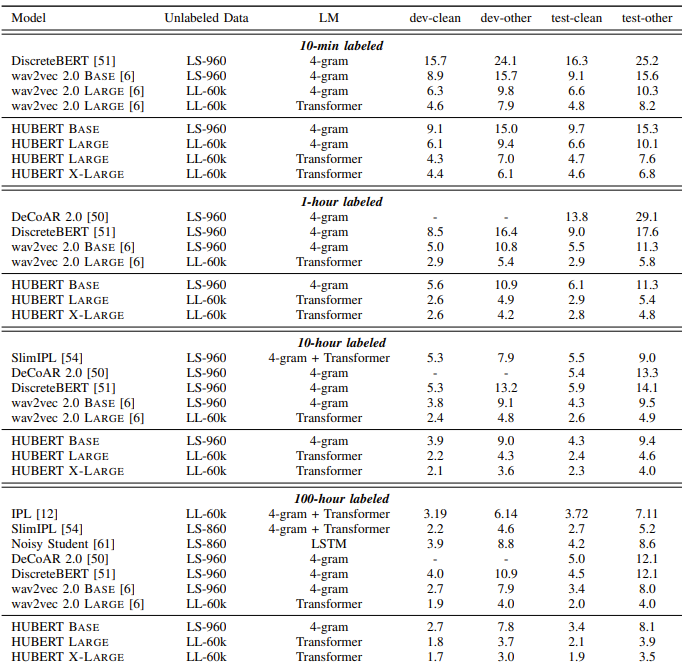 Model Unlabeled Data LM dev-clean dev-other test-clean test-other
10-min labeled
DiscreteBERT [51] LS-960 4-gram 15.7 24.1 16.3 25.2
wav2vec 2.0 BASE [6] LS-960 4-gram 8.9 15.7 9.1 15.6
wav2vec 2.0 LARGE [6] LL-60k 4-gram 6.3 9.8 6.6 10.3
wav2vec 2.0 LARGE [6] LL-60k Transformer 4.6 7.9 4.8 8.2
HUBERT BASE LS-960 4-gram 9.1 15.0 9.7 15.3
HUBERT LARGE LL-60k 4-gram 6.1 9.4 6.6 10.1
HUBERT LARGE LL-60k Transformer 4.3 7.0 4.7 7.6
HUBERT X-LARGE LL-60k Transformer 4.4 6.1 4.6 6.8
1-hour labeled
DeCoAR 2.0 [50] LS-960 4-gram - - 13.8 29.1
DiscreteBERT [51] LS-960 4-gram 8.5 16.4 9.0 17.6
wav2vec 2.0 BASE [6] LS-960 4-gram 5.0 10.8 5.5 11.3
wav2vec 2.0 LARGE [6] LL-60k Transformer 2.9 5.4 2.9 5.8
HUBERT BASE LS-960 4-gram 5.6 10.9 6.1 11.3
HUBERT LARGE LL-60k Transformer 2.6 4.9 2.9 5.4
HUBERT X-LARGE LL-60k Transformer 2.6 4.2 2.8 4.8
10-hour labeled
SlimIPL [54] LS-960 4-gram + Transformer 5.3 7.9 5.5 9.0
DeCoAR 2.0 [50] LS-960 4-gram - - 5.4 13.3
DiscreteBERT [51] LS-960 4-gram 5.3 13.2 5.9 14.1
wav2vec 2.0 BASE [6] LS-960 4-gram 3.8 9.1 4.3 9.5
wav2vec 2.0 LARGE [6] LL-60k Transformer 2.4 4.8 2.6 4.9
HUBERT BASE LS-960 4-gram 3.9 9.0 4.3 9.4
HUBERT LARGE LL-60k Transformer 2.2 4.3 2.4 4.6
HUBERT X-LARGE LL-60k Transformer 2.1 3.6 2.3 4.0
100-hour labeled
IPL [12] LL-60k 4-gram + Transformer 3.19 6.14 3.72 7.11
SlimIPL [54] LS-860 4-gram + Transformer 2.2 4.6 2.7 5.2
Noisy Student [61] LS-860 LSTM 3.9 8.8 4.2 8.6
DeCoAR 2.0 [50] LS-960 4-gram - - 5.0 12.1
DiscreteBERT [51] LS-960 4-gram 4.0 10.9 4.5 12.1
wav2vec 2.0 BASE [6] LS-960 4-gram 2.7 7.9 3.4 8.0
wav2vec 2.0 LARGE [6] LL-60k Transformer 1.9 4.0 2.0 4.0
HUBERT BASE LS-960 4-gram 2.7 7.8 3.4 8.1
HUBERT LARGE LL-60k Transformer 1.8 3.7 2.1 3.9
HUBERT X-LARGE LL-60k Transformer 1.7 3.0 1.9 3.5